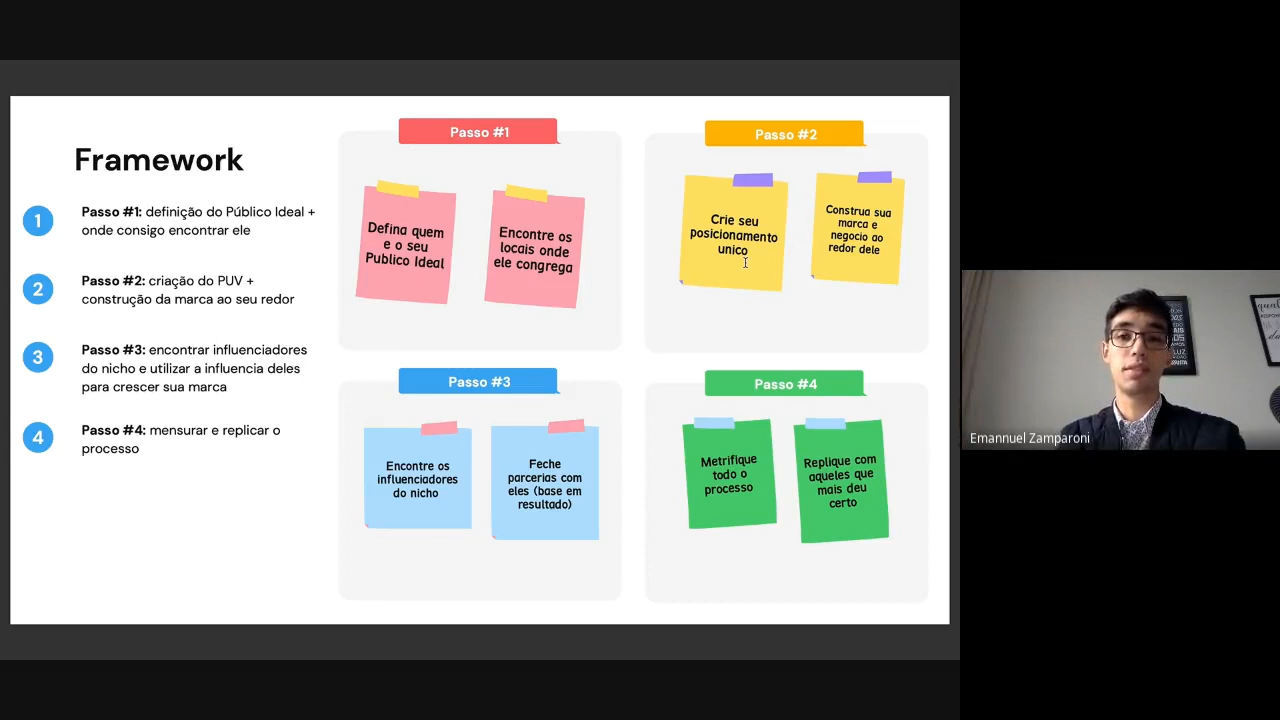 Framework
1
Passo #1: definição do Público Ideal +
onde consigo encontrar ele
2
Passo #2: criação do PUV +
construção da marca ao seu redor
3
Passo #3: encontrar influenciadores
do nicho e utilizar a influencia deles
para crescer sua marca
4
Passo #4: mensurar e replicar o
processo
Passo #1
Defina quem
e o seu
Publico Ideal
Encontre os
locais onde
ele congrega
Passo #2
Crie seu
posicionamento
unico
Construa sua
marca e
negocio ao
redor dele
Passo #3
Encontre os
influenciadores
do nicho
Feche
parcerias com
eles (base em
resultado)
Passo #4
Metrifique
todo o
processo
Replique com
aqueles que
mais deu
certo
Emannuel Zamparoni